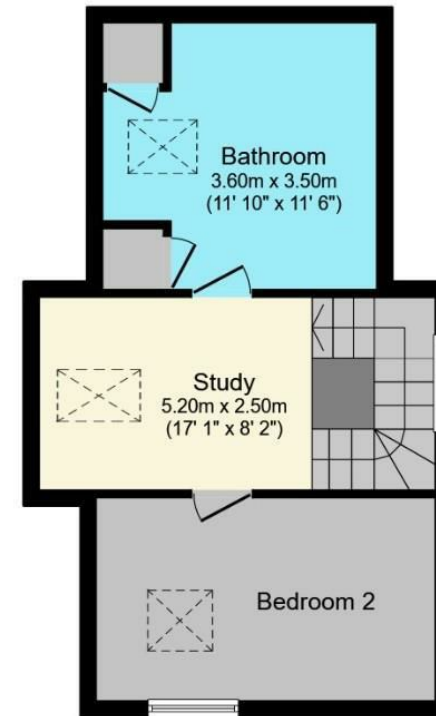 Bathroom
3.60m x 3.50m
(11' 10" x 11' 6")
Study
5.20m x 2.50m
(17' 1" x 8' 2")
Bedroom 2